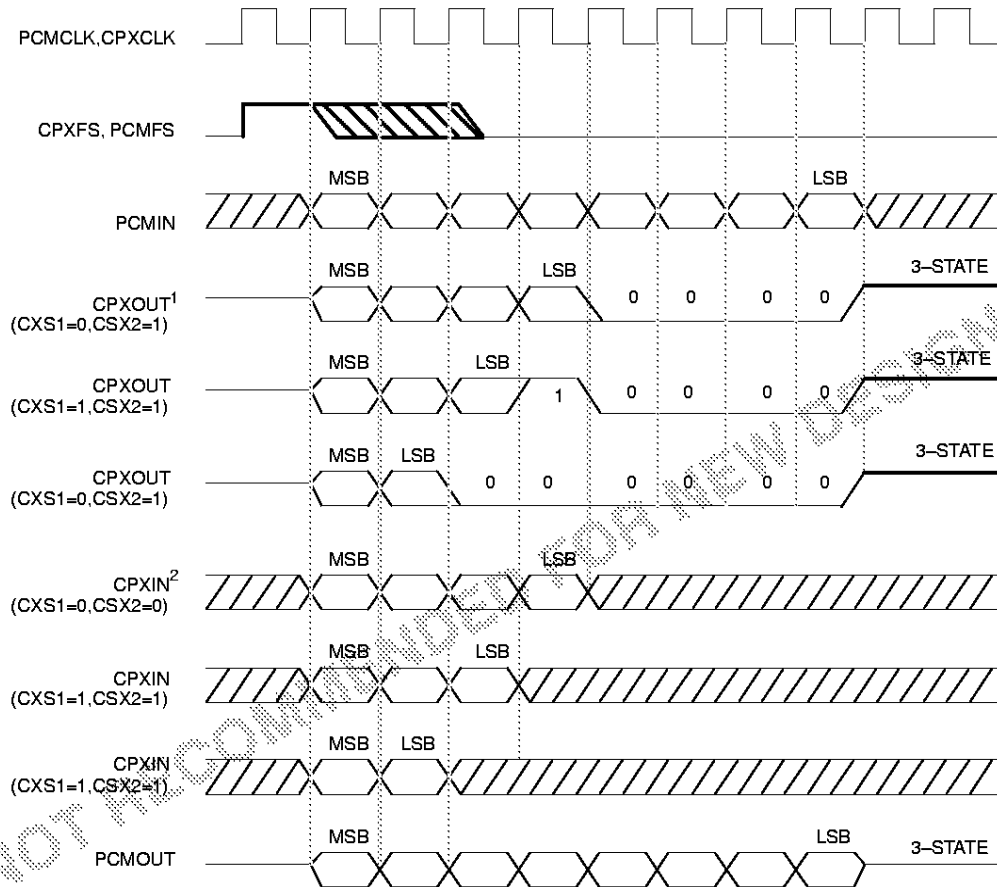 PCMCLK,CPXCLK
CPXFS, PCMFS
MSB LSB
PCMIN
MSB LSB 3–STATE
CPXOUT1 0 0 0 0
(CXS1=0,CSX2=1)
MSB LSB 3–STATE
CPXOUT 1 0 0 0 0
(CXS1=1,CSX2=1)
MSB LSB 3–STATE
CPXOUT 0 0 0 0 0 0
(CXS1=0,CSX2=1)
MSB LSB
CPXIN2
(CXS1=0,CSX2=0)
MSB LSB
CPXIN
(CXS1=1,CSX2=1)
MSB LSB
CPXIN
(CXS1=1,CSX2=1)
MSB LSB 3–STATE
PCMOUT
NOT RECOMMENDED FOR NEW DESIGN